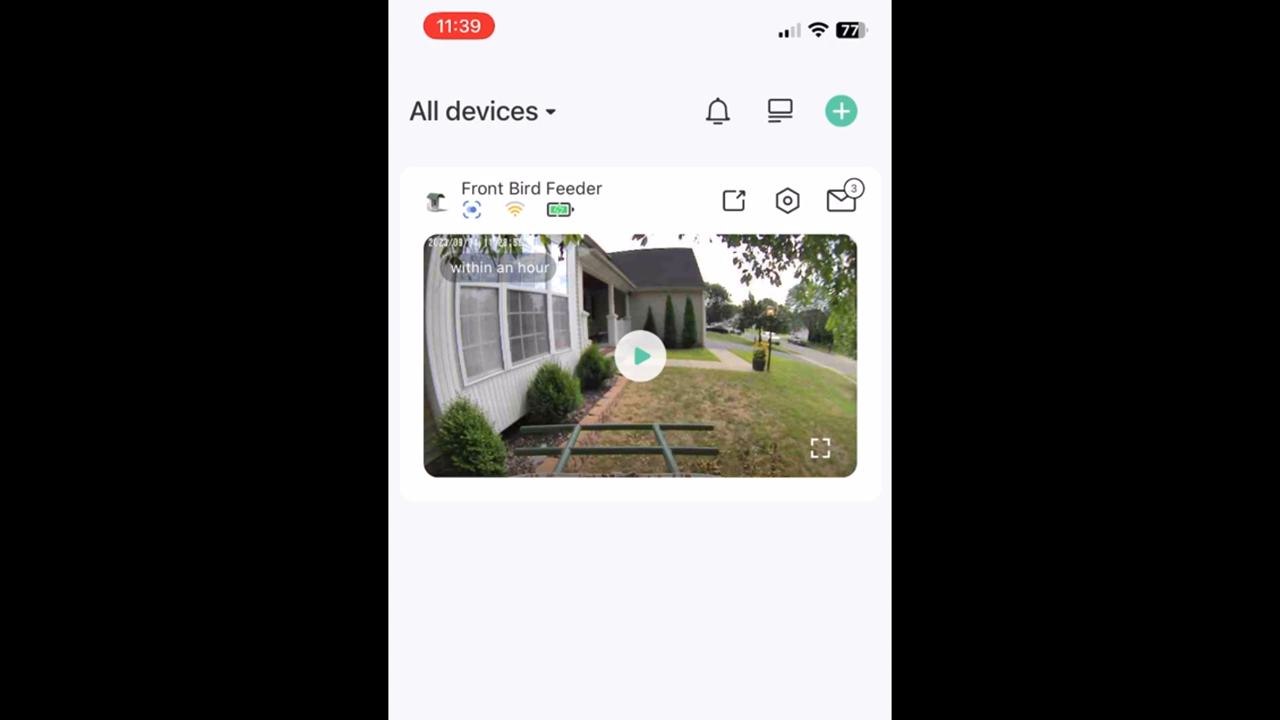 11:39
77
All devices
Front Bird Feeder
3
within an hour